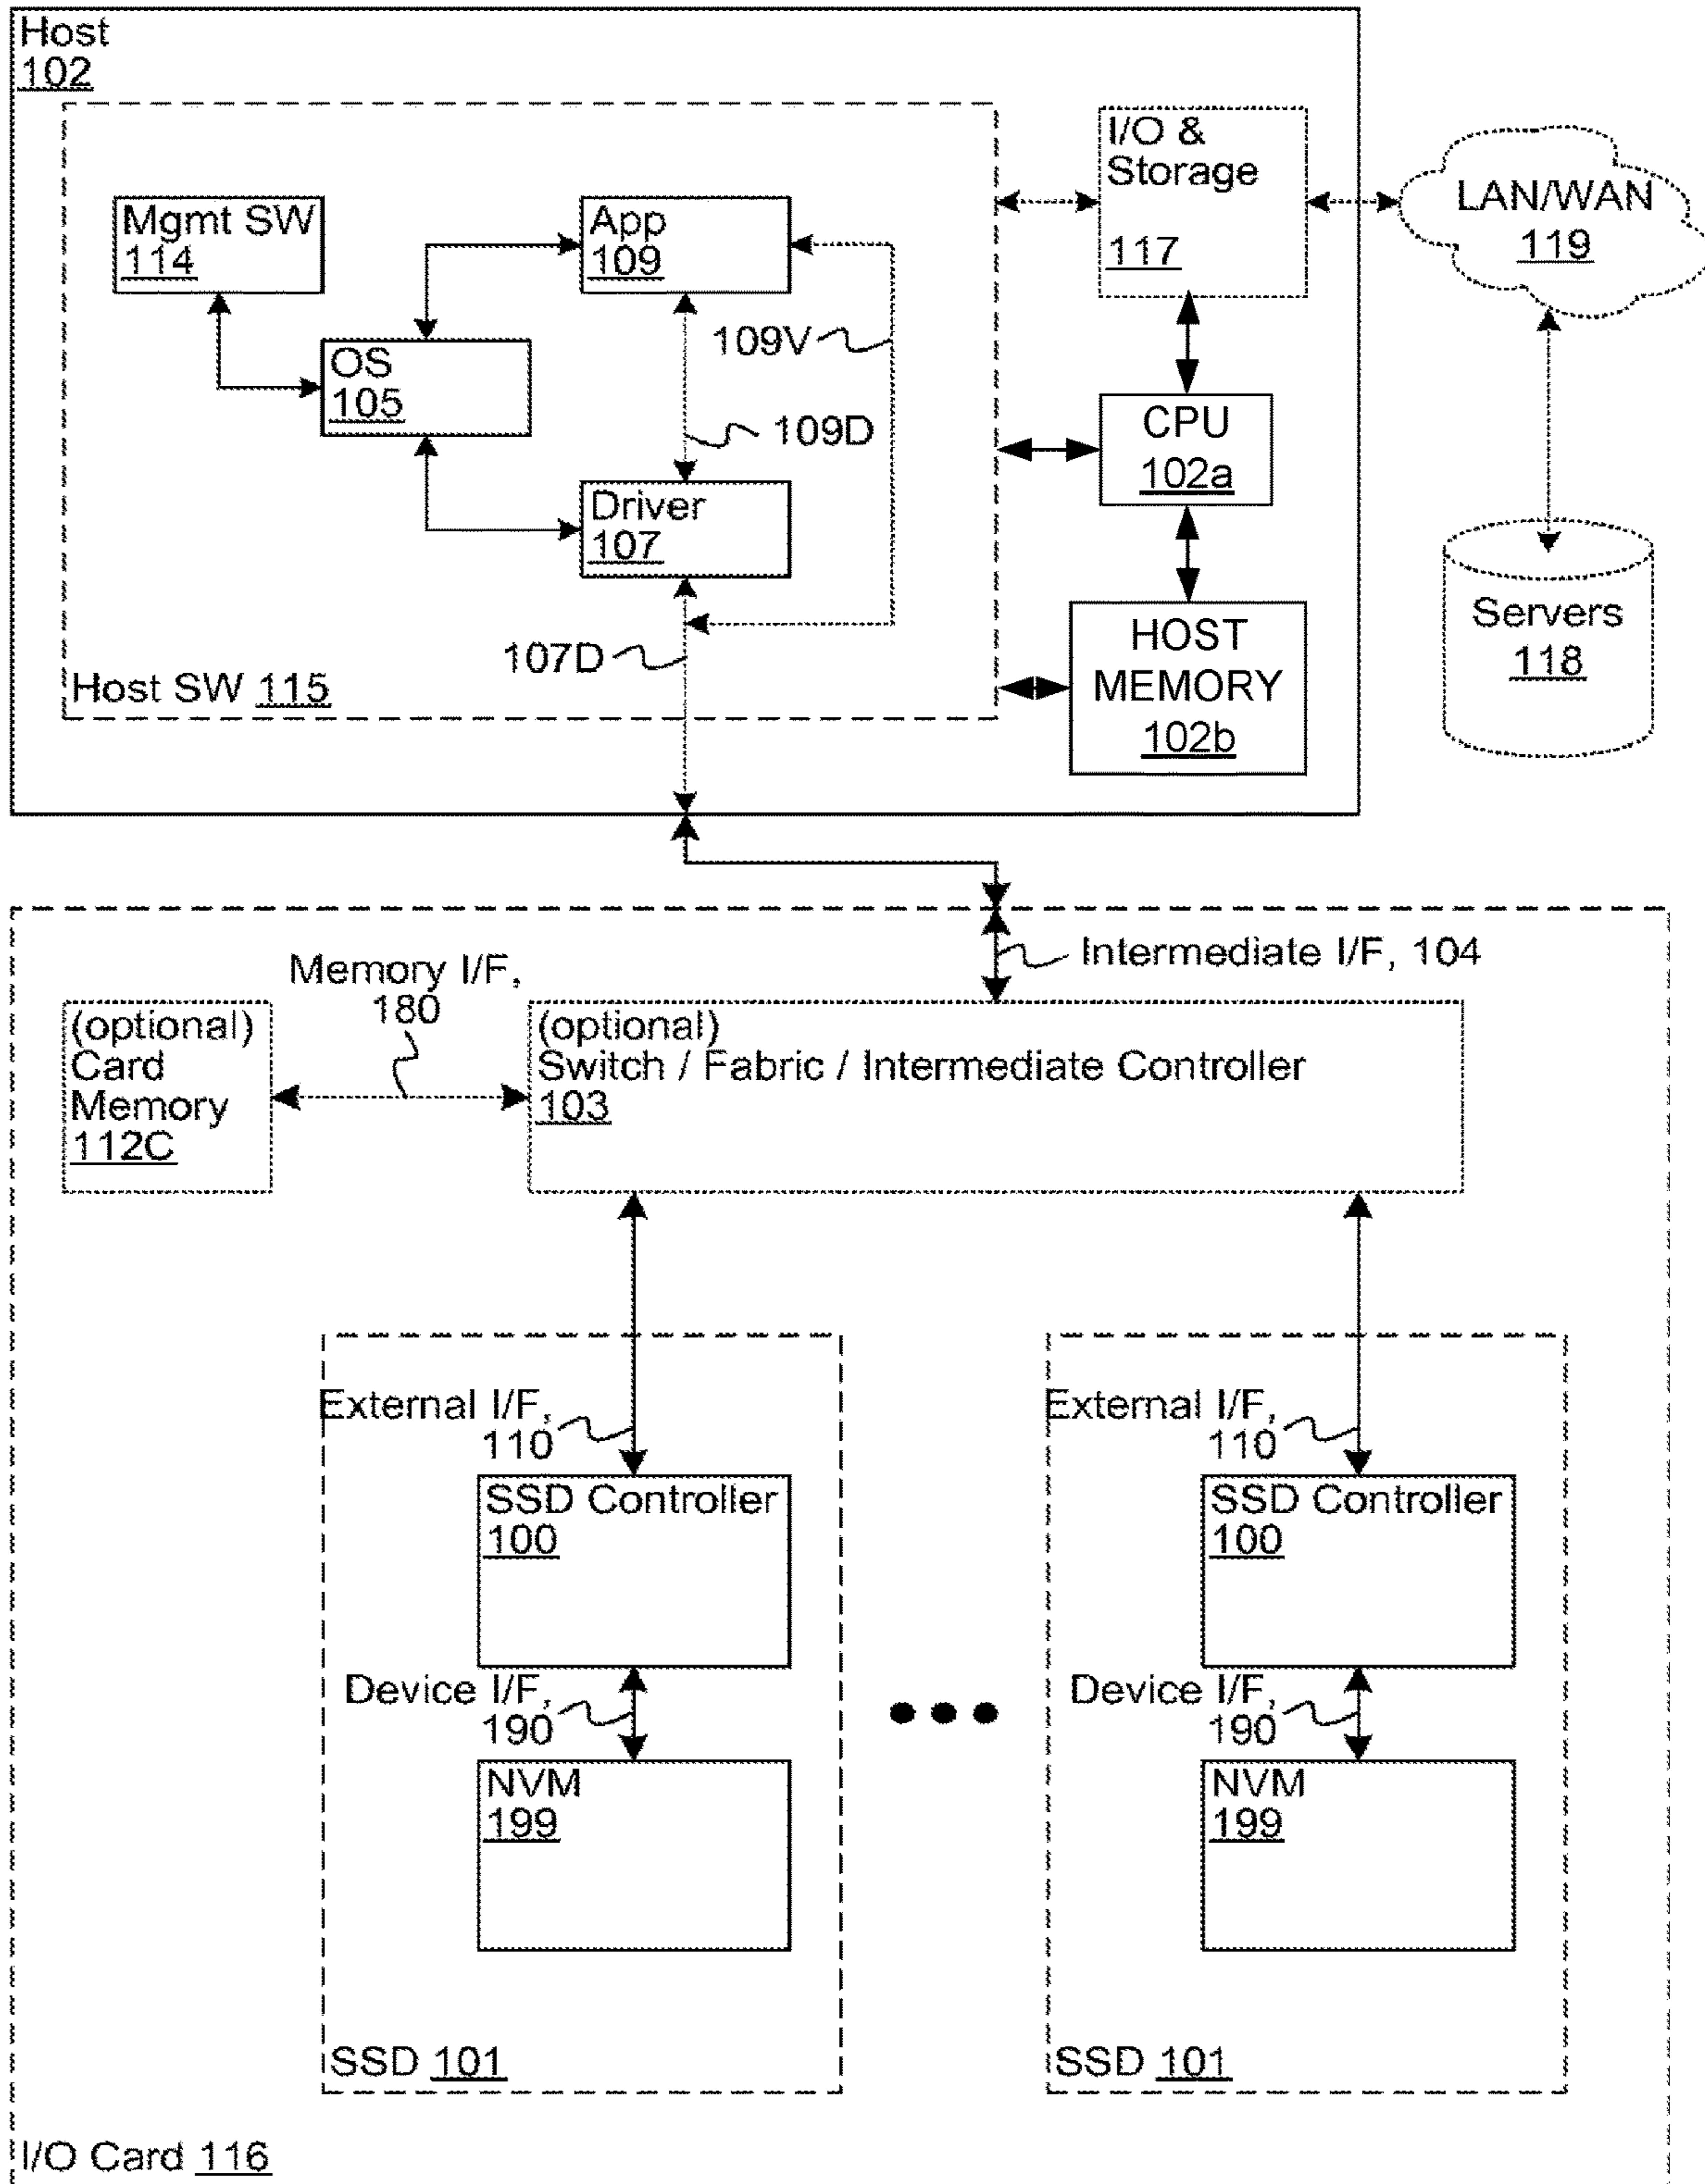 Host
102
I/O &
Storage
117
LAN/WAN
119
Mgmt SW
114
App
109
109V
OS
105
109D
CPU
102a
Driver
107
107D
Host SW 115
HOST
MEMORY
102b
Servers
118
Intermediate I/F, 104
Memory I/F,
180
(optional)
Card
Memory
112C
(optional)
Switch / Fabric / Intermediate Controller
103
External I/F,
110
SSD Controller
100
Device I/F,
190
NVM
199
SSD 101
External I/F,
110
SSD Controller
100
Device I/F,
190
NVM
199
SSD 101
I/O Card 116